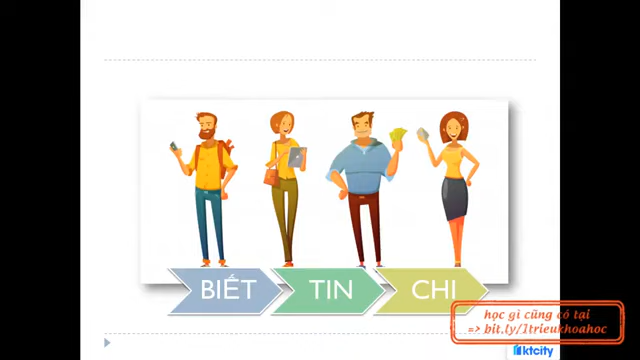 BIẾT
TIN
CHI
học gì cũng có tại
=> bit.ly/1trieukhoahoc
ktcity